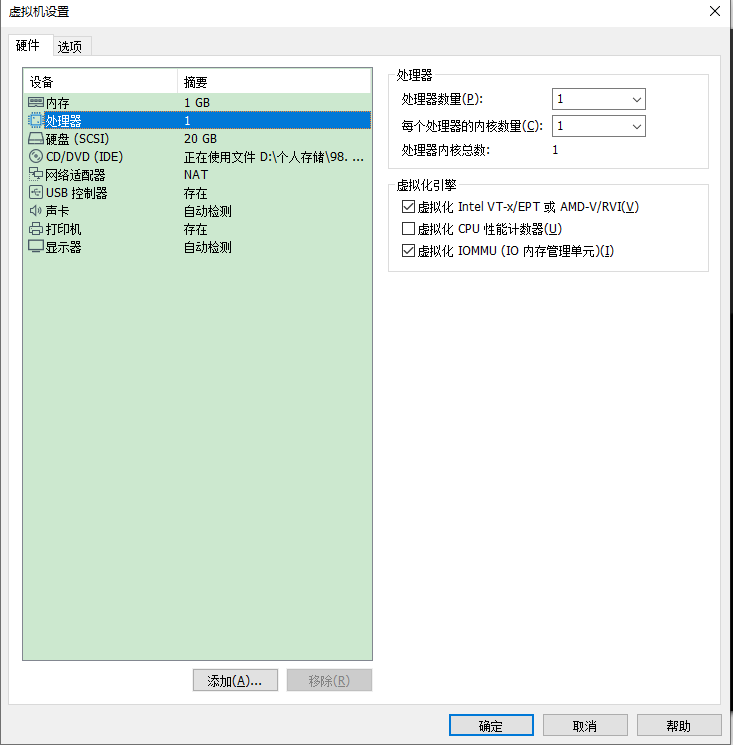 虚拟机设置
硬件 选项
设备 摘要
内存 1 GB
处理器 1
硬盘 (SCSI) 20 GB
CD/DVD (IDE) 正在使用文件 D:\个人存储\98. ...
网络适配器 NAT
USB 控制器 存在
声卡 自动检测
打印机 存在
显示器 自动检测
添加(A)... 移除(R)
处理器
处理器数量(P): 1
每个处理器的内核数量(C): 1
处理器内核总数: 1
虚拟化引擎
虚拟化 Intel VT-x/EPT 或 AMD-V/RVI(V)
虚拟化 CPU 性能计数器(U)
虚拟化 IOMMU (IO 内存管理单元)(I)
确定 取消 帮助